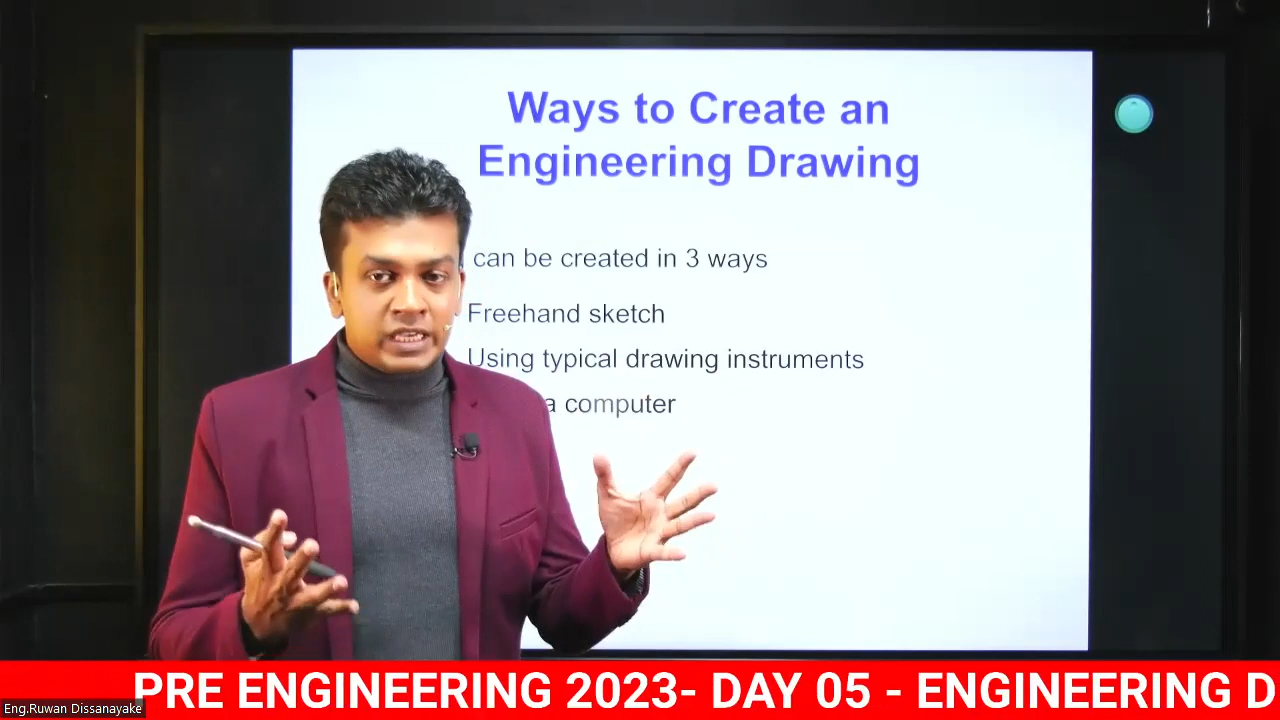 Ways to Create an
Engineering Drawing
can be created in 3 ways
Freehand sketch
Using typical drawing instruments
a computer
PRE ENGINEERING 2023- DAY 05 - ENGINEERING D
Eng.Ruwan Dissanayake